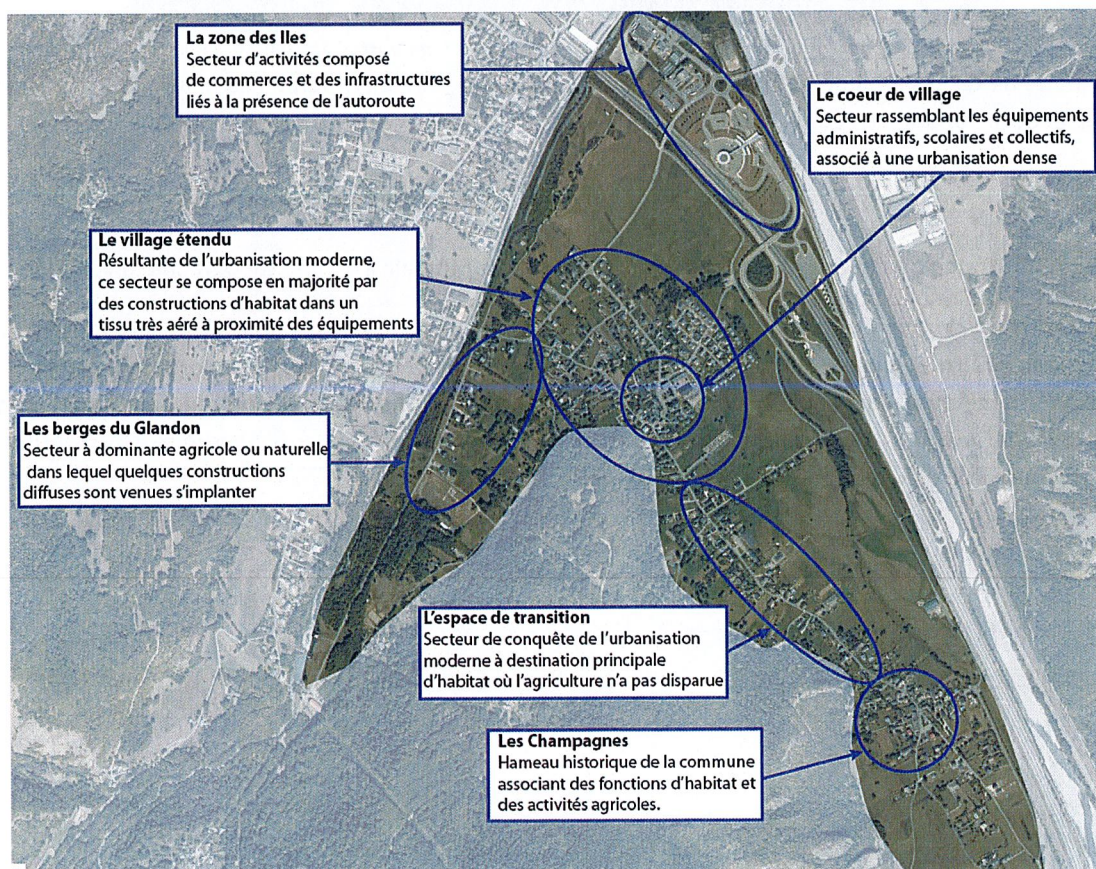 La zone des Iles
Secteur d'activités composé
de commerces et des infrastructures
liés à la présence de l'autoroute
Le coeur de village
Secteur rassemblant les équipements
administratifs, scolaires et collectifs,
associé à une urbanisation dense
Le village étendu
Résultante de l'urbanisation moderne,
ce secteur se compose en majorité par
des constructions d'habitat dans un
tissu très aéré à proximité des équipements
Les berges du Glandon
Secteur à dominante agricole ou naturelle
dans lequel quelques constructions
diffuses sont venues s'implanter
L'espace de transition
Secteur de conquête de l'urbanisation
moderne à destination principale
d'habitat où l'agriculture n'a pas disparue
Les Champagnes
Hameau historique de la commune
associant des fonctions d'habitat et
des activités agricoles.